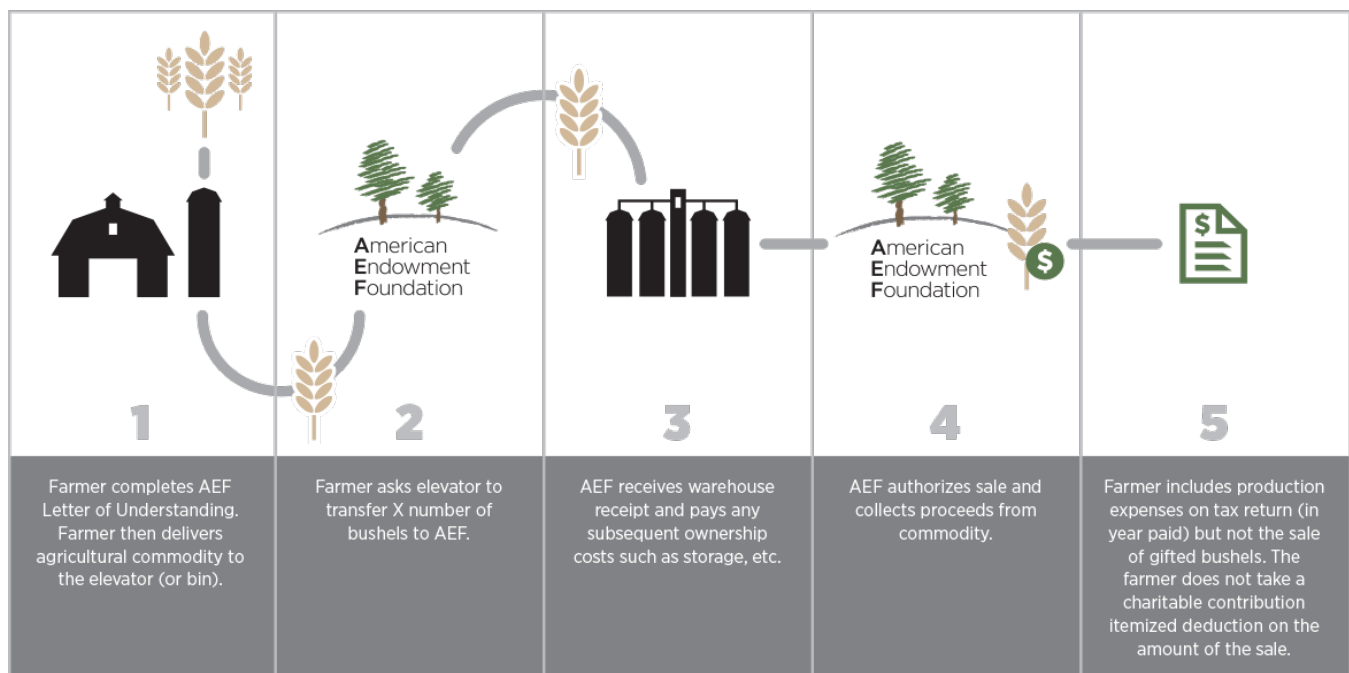 American
Endowment
Foundation
$
American
Endowment
Foundation
$
1
2
3
4
5
Farmer completes AEF
Letter of Understanding.
Farmer then delivers
agricultural commodity to
the elevator (or bin).
Farmer asks elevator to
transfer X number of
bushels to AEF.
AEF receives warehouse
receipt and pays any
subsequent ownership
costs such as storage, etc.
AEF authorizes sale and
collects proceeds from
commodity.
Farmer includes production
expenses on tax return (in
year paid) but not the sale
of gifted bushels. The
farmer does not take a
charitable contribution
itemized deduction on the
amount of the sale.